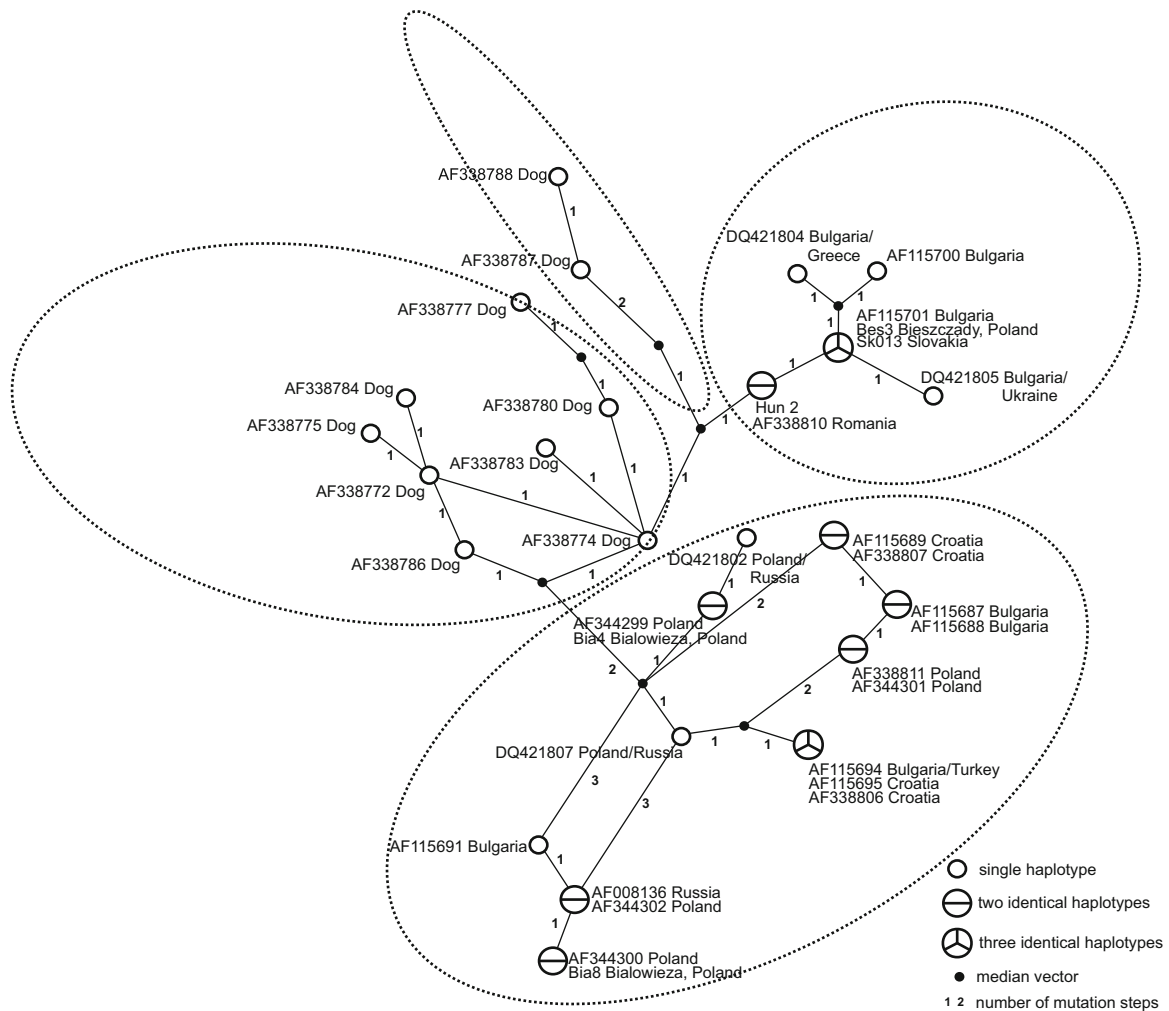 AF338788 Dog
1
AF338787 Dog
2
AF338777 Dog
1
1
1
AF338780 Dog
AF338784 Dog
1
AF338775 Dog
1
AF338783 Dog
1
1
AF338772 Dog
1
1
AF338774 Dog
1
AF338786 Dog
1
1
DQ421804 Bulgaria/
Greece
AF115700 Bulgaria
1
1
1
AF115701 Bulgaria
Bes3 Bieszczady, Poland
Sk013 Slovakia
1
1
DQ421805 Bulgaria/
Ukraine
1
Hun 2
AF338810 Romania
DQ421802 Poland/
Russia
1
2
AF115689 Croatia
AF338807 Croatia
1
AF115687 Bulgaria
AF115688 Bulgaria
1
AF344299 Poland
Bia4 Bialowieza, Poland
1
2
AF338811 Poland
AF344301 Poland
2
1
DQ421807 Poland/Russia
1
1
AF115694 Bulgaria/Turkey
AF115695 Croatia
AF338806 Croatia
3
3
AF115691 Bulgaria
1
AF008136 Russia
AF344302 Poland
1
AF344300 Poland
Bia8 Bialowieza, Poland
single haplotype
two identical haplotypes
three identical haplotypes
median vector
1 2 number of mutation steps